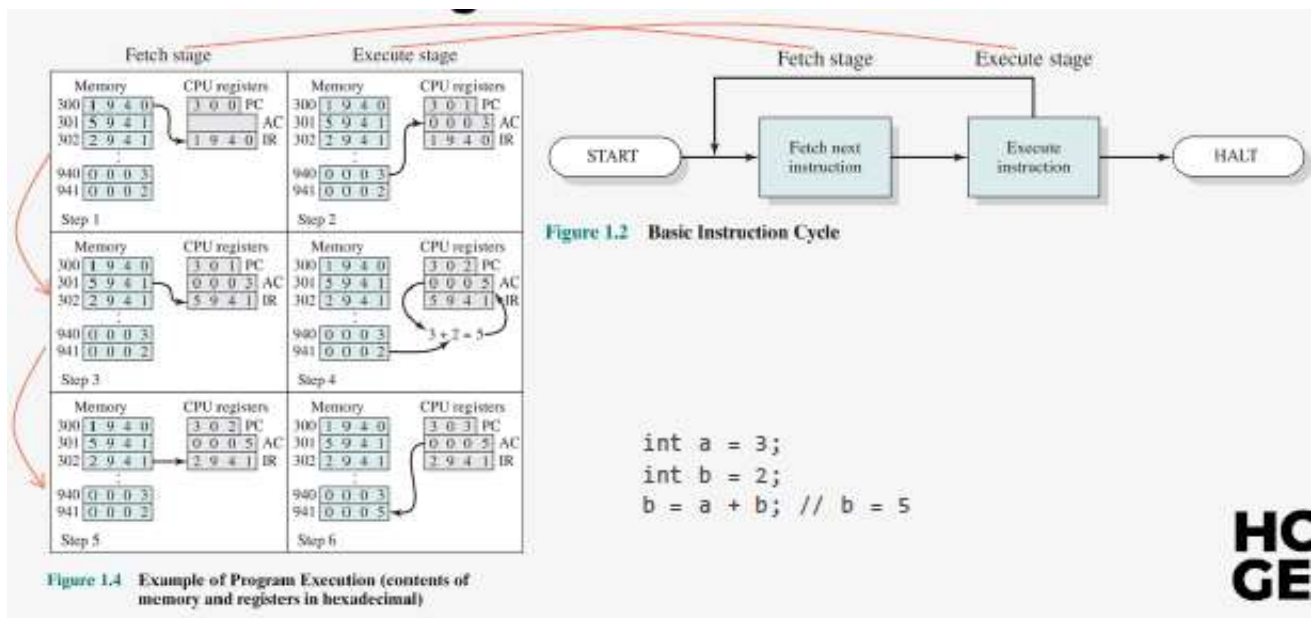 Fetch stage Execute stage
Memory CPU registers
300 1 9 4 0 3 0 0 PC
301 5 9 4 1 AC
302 2 9 4 1 1 9 4 0 IR
940 0 0 0 3
941 0 0 0 2
Step 1
Memory CPU registers
300 1 9 4 0 3 0 1 PC
301 5 9 4 1 0 0 0 3 AC
302 2 9 4 1 1 9 4 0 IR
940 0 0 0 3
941 0 0 0 2
Step 2
Memory CPU registers
300 1 9 4 0 3 0 1 PC
301 5 9 4 1 0 0 0 3 AC
302 2 9 4 1 5 9 4 1 IR
940 0 0 0 3
941 0 0 0 2
Step 3
Memory CPU registers
300 1 9 4 0 3 0 2 PC
301 5 9 4 1 0 0 0 5 AC
302 2 9 4 1 5 9 4 1 IR
940 0 0 0 3 3 + 2 = 5
941 0 0 0 2
Step 4
Memory CPU registers
300 1 9 4 0 3 0 2 PC
301 5 9 4 1 0 0 0 5 AC
302 2 9 4 1 2 9 4 1 IR
940 0 0 0 3
941 0 0 0 2
Step 5
Memory CPU registers
300 1 9 4 0 3 0 3 PC
301 5 9 4 1 0 0 0 5 AC
302 2 9 4 1 2 9 4 1 IR
940 0 0 0 3
941 0 0 0 5
Step 6
Figure 1.4 Example of Program Execution (contents of
memory and registers in hexadecimal)
Fetch stage Execute stage
START
Fetch next
instruction
Execute
instruction
HALT
Figure 1.2 Basic Instruction Cycle
int a = 3;
int b = 2;
b = a + b; // b = 5
HO
GE